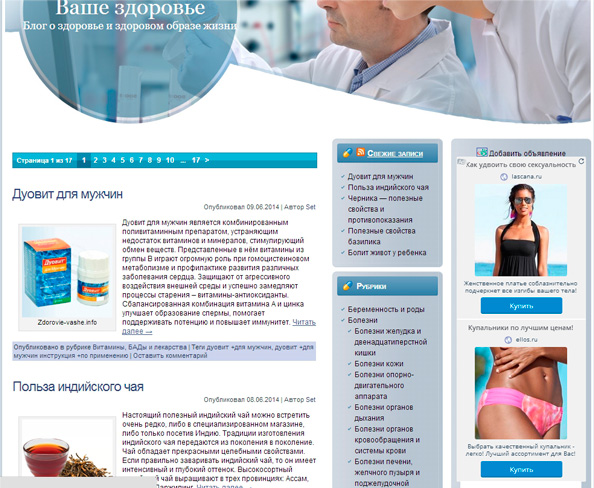 Ваше здоровье
Блог о здоровье и здоровом образе жизни
Страница 1 из 17 1 2 3 4 5 6 7 8 9 10 ... 17 >
Дуовит для мужчин
Опубликовал 09.06.2014 | Автор Set
Дуовит
Zdorovie-vashe.info
Дуовит для мужчин является комбинированным
поливитаминным препаратом, устраняющим
недостаток витаминов и минералов, стимулирующий
обмен веществ. Представленные в нём витамины из
группы B играют огромную роль при гомоцистеиновом
метаболизме и профилактике развития различных
заболевания сердца. Защищают от агрессивного
воздействия внешней среды и успешно замедляют
процессы старения – витамины-антиоксиданты.
Сбалансированная комбинация витамина A и цинка
улучшает образование спермы, помогает
поддерживать потенцию и повышает иммунитет. Читать
далее →
Опубликовано в рубрике Витамины, БАДы и лекарства | Теги дуовит +для мужчин, дуовит +для
мужчин инструкция +по применению | Оставить комментарий
Польза индийского чая
Опубликовал 08.06.2014 | Автор Set
Настоящий полезный индийский чай можно встретить
очень редко, либо в специализированном магазине,
либо только посетив Индию. Традиции изготовления
индийского чая передаются из поколения в поколение.
Чай обладает прекрасными целебными свойствами.
Если правильно заваривать индийский чай, то он имеет
интенсивный и глубокий оттенок. Высокосортный
чай выращивают в трех провинциях: Ассам,
Читать далее →
Свежие записи
Дуовит для мужчин
Польза индийского чая
Черника — полезные
свойства и
противопоказания
Полезные свойства
базилика
Болит живот у ребенка
Рубрики
Беременность и роды
Болезни
Болезни желудка и
двенадцатиперстной
кишки
Болезни кожи
Болезни опорно-
двигательного
аппарата
Болезни органов
дыхания
Болезни органов
кровообращения и
системы крови
Болезни печени,
желчного пузыря и
поджелудочной
Добавить объявление
Как удвоить свою сексуальность
lascana.ru
Женственное платье соблазнительно
подчеркнет все изгибы вашего тела!
Купить
Купальники по лучшим ценам!
ellos.ru
Выбрать качественный купальник -
легко! Лучший ассортимент для Вас!
Купить